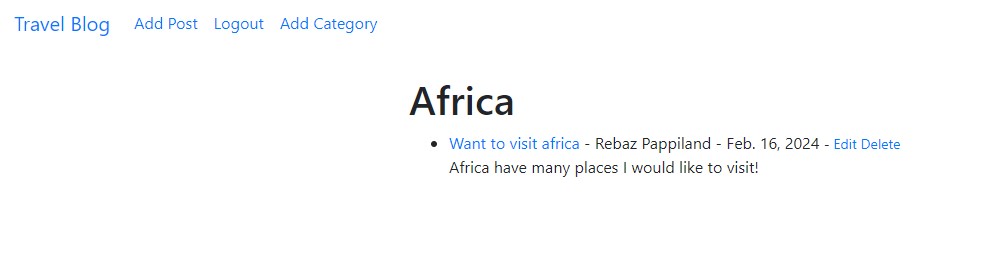 Travel Blog Add Post Logout Add Category
Africa
Want to visit africa - Rebaz Pappiland - Feb. 16, 2024 - Edit Delete
Africa have many places I would like to visit!